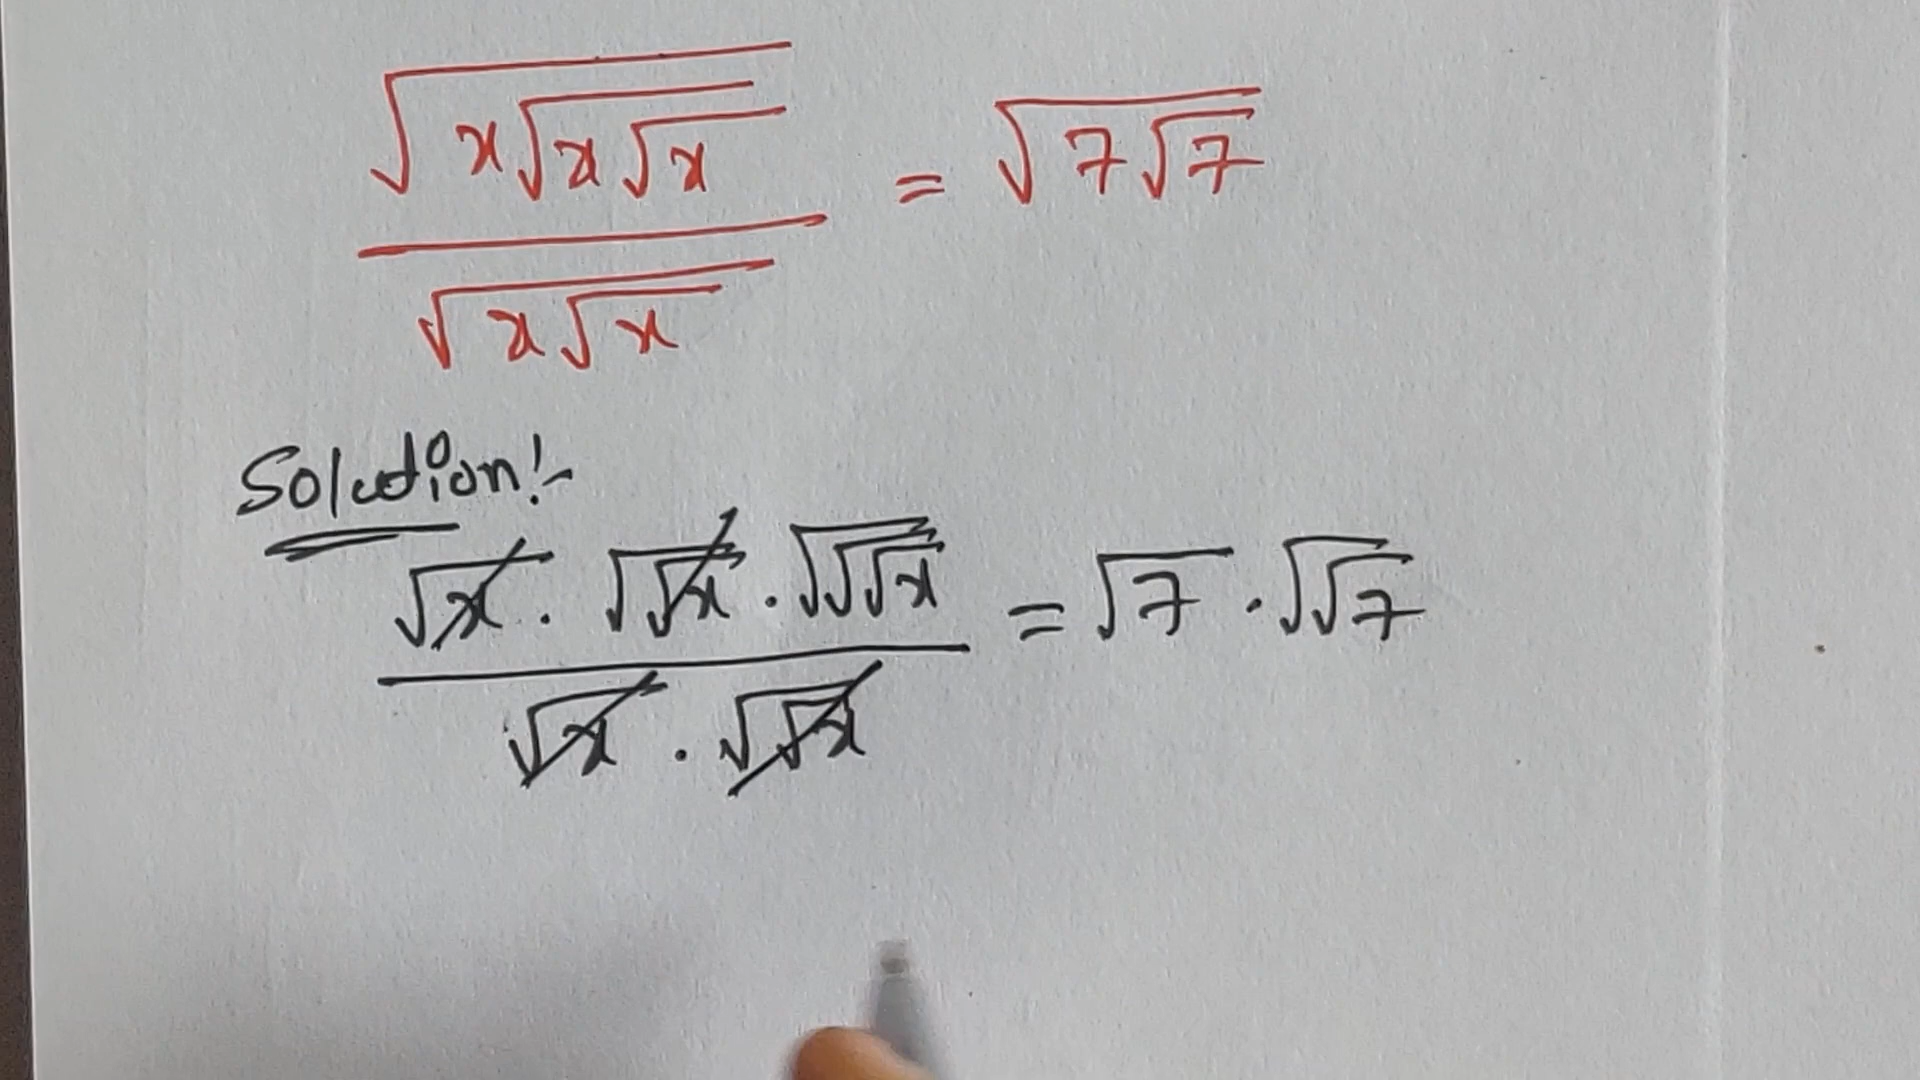 √(x√(x√x)) / √(x√x) = √(7√7)
Solution:-
√x · √√x · √√√x / √x · √√x = √7 · √√7